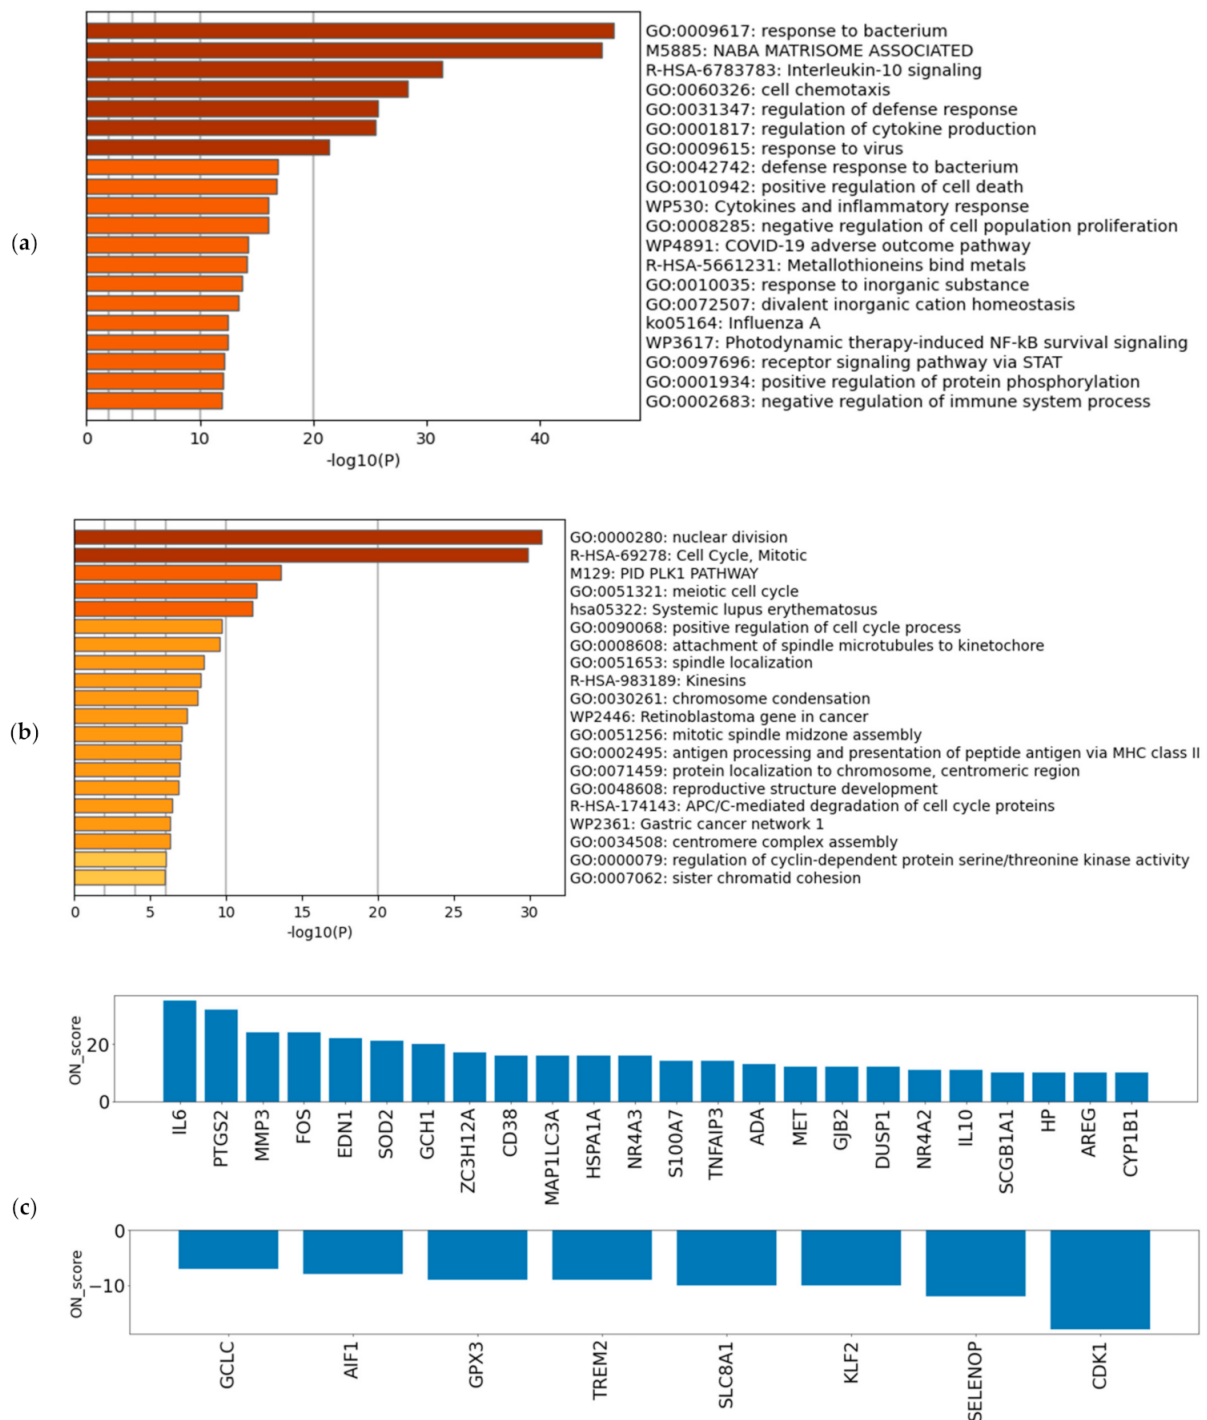 GO:0009617: response to bacterium
M5885: NABA MATRISOME ASSOCIATED
R-HSA-6783783: Interleukin-10 signaling
GO:0060326: cell chemotaxis
GO:0031347: regulation of defense response
GO:0001817: regulation of cytokine production
GO:0009615: response to virus
GO:0042742: defense response to bacterium
GO:0010942: positive regulation of cell death
WP530: Cytokines and inflammatory response
GO:0008285: negative regulation of cell population proliferation
(a)
WP4891: COVID-19 adverse outcome pathway
R-HSA-5661231: Metallothioneins bind metals
GO:0010035: response to inorganic substance
GO:0072507: divalent inorganic cation homeostasis
ko05164: Influenza A
WP3617: Photodynamic therapy-induced NF-kB survival signaling
GO:0097696: receptor signaling pathway via STAT
GO:0001934: positive regulation of protein phosphorylation
GO:0002683: negative regulation of immune system process
0 10 20 30 40
-log10(P)
GO:0000280: nuclear division
R-HSA-69278: Cell Cycle, Mitotic
M129: PID PLK1 PATHWAY
GO:0051321: meiotic cell cycle
hsa05322: Systemic lupus erythematosus
GO:0090068: positive regulation of cell cycle process
GO:0008608: attachment of spindle microtubules to kinetochore
GO:0051653: spindle localization
R-HSA-983189: Kinesins
GO:0030261: chromosome condensation
WP2446: Retinoblastoma gene in cancer
(b)
GO:0051256: mitotic spindle midzone assembly
GO:0002495: antigen processing and presentation of peptide antigen via MHC class II
GO:0071459: protein localization to chromosome, centromeric region
GO:0048608: reproductive structure development
R-HSA-174143: APC/C-mediated degradation of cell cycle proteins
WP2361: Gastric cancer network 1
GO:0034508: centromere complex assembly
GO:0000079: regulation of cyclin-dependent protein serine/threonine kinase activity
GO:0007062: sister chromatid cohesion
0 5 10 15 20 25 30
-log10(P)
ON_score
20
0
IL6 PTGS2 MMP3 FOS EDN1 SOD2 GCH1 ZC3H12A CD38 MAP1LC3A HSPA1A NR4A3 S100A7 TNFAIP3 ADA MET GJB2 DUSP1 NR4A2 IL10 SCGB1A1 HP AREG CYP1B1
(c)
ON_score
0
−10
GCLC AIF1 GPX3 TREM2 SLC8A1 KLF2 SELENOP CDK1